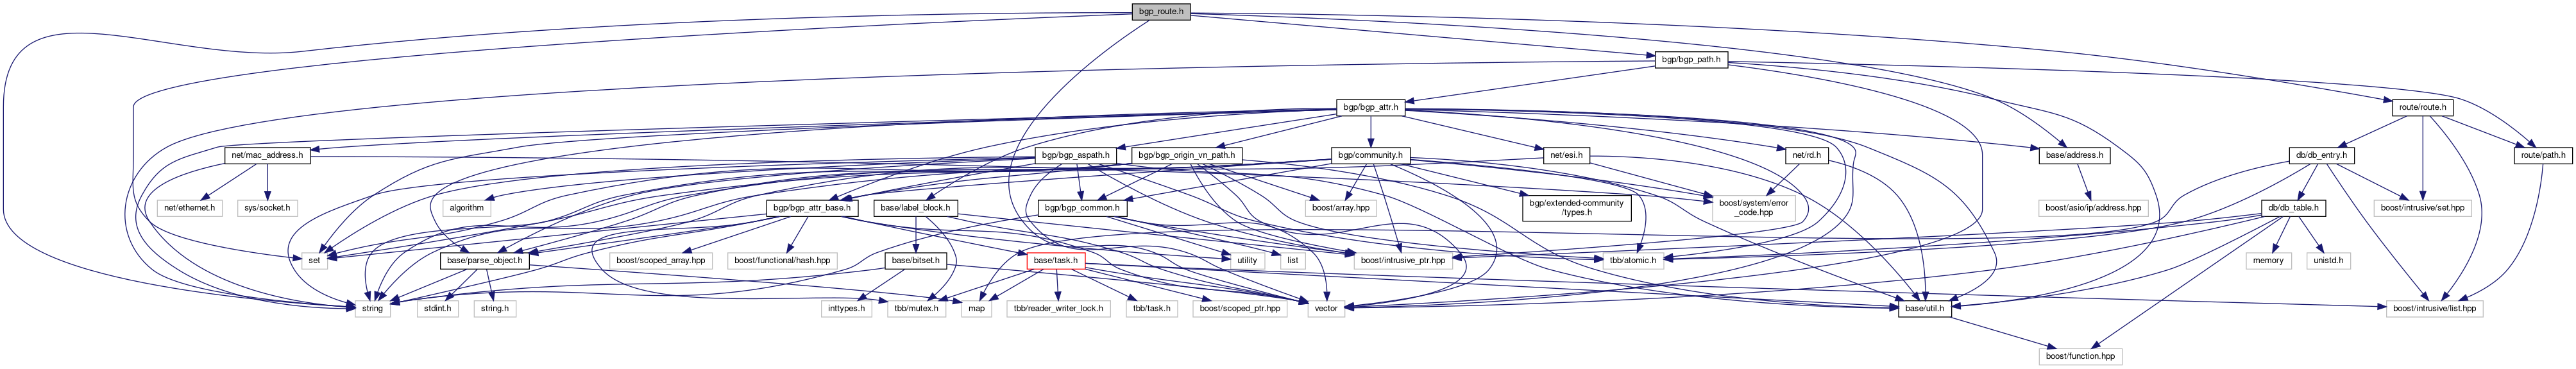 bgp_route.h
bgp/bgp_path.h
bgp/bgp_attr.h
route/route.h
net/mac_address.h
bgp/bgp_aspath.h
bgp/bgp_origin_vn_path.h
bgp/community.h
net/esi.h
net/rd.h
base/address.h
db/db_entry.h
route/path.h
net/ethernet.h
sys/socket.h
algorithm
bgp/bgp_attr_base.h
base/label_block.h
bgp/bgp_common.h
boost/array.hpp
bgp/extended-community
/types.h
boost/system/error
_code.hpp
boost/asio/ip/address.hpp
db/db_table.h
boost/intrusive/set.hpp
set
base/parse_object.h
boost/scoped_array.hpp
boost/functional/hash.hpp
base/bitset.h
base/task.h
utility
list
boost/intrusive_ptr.hpp
tbb/atomic.h
memory
unistd.h
string
stdint.h
string.h
inttypes.h
tbb/mutex.h
map
tbb/reader_writer_lock.h
tbb/task.h
boost/scoped_ptr.hpp
vector
base/util.h
boost/intrusive/list.hpp
boost/function.hpp